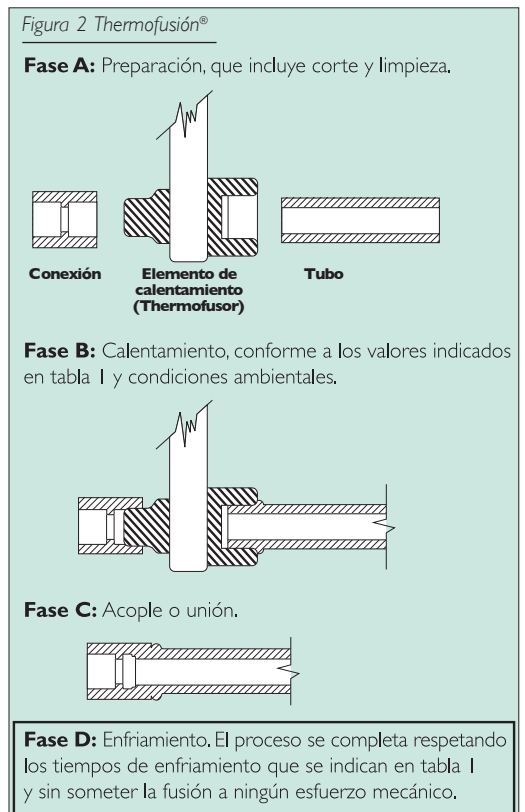 Figura 2 Thermofusión®
Fase A: Preparación, que incluye corte y limpieza.
Conexión
Elemento de
calentamiento
(Thermofusor)
Tubo
Fase B: Calentamiento, conforme a los valores indicados
en tabla 1 y condiciones ambientales.
Fase C: Acople o unión.
Fase D: Enfriamiento. El proceso se completa respetando
los tiempos de enfriamiento que se indican en tabla 1
y sin someter la fusión a ningún esfuerzo mecánico.